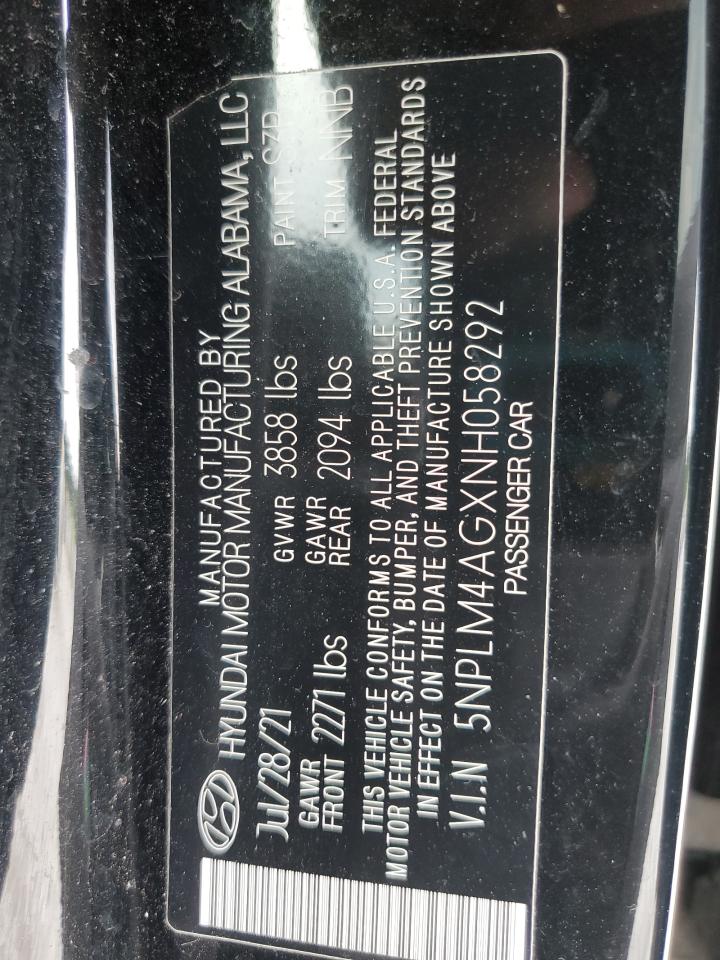 MANUFACTURED BY
HYUNDAI MOTOR MANUFACTURING ALABAMA, LLC
Jul/28/21 GVWR 3858 lbs PAINT
GAWR FRONT 2271 lbs GAWR REAR 2094 lbs TRIM NNB
THIS VEHICLE CONFORMS TO ALL APPLICABLE U.S.A. FEDERAL
MOTOR VEHICLE SAFETY, BUMPER, AND THEFT PREVENTION STANDARDS
IN EFFECT ON THE DATE OF MANUFACTURE SHOWN ABOVE
V.I.N 5NPLM4AGXNH058292
PASSENGER CAR